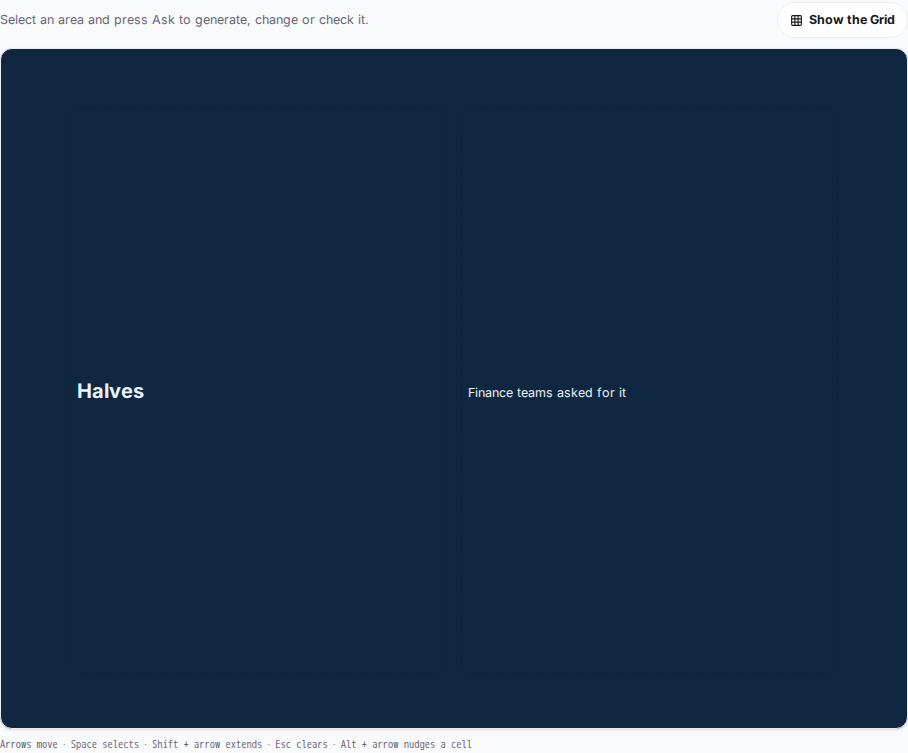 Select an area and press Ask to generate, change or check it.
Show the Grid
Halves
Finance teams asked for it
Arrows move · Space selects · Shift + arrow extends · Esc clears · Alt + arrow nudges a cell